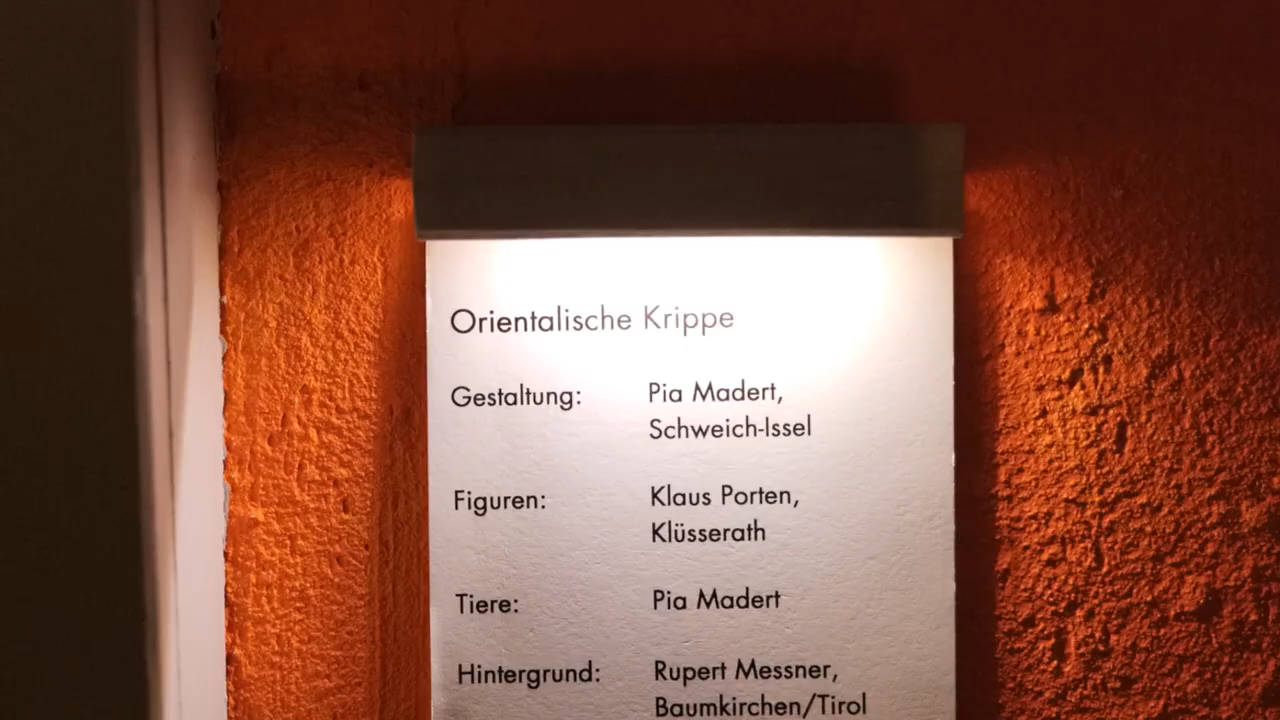 Orientalische Krippe
Gestaltung: Pia Madert,
Schweich-Issel
Figuren: Klaus Porten,
Klüsserath
Tiere: Pia Madert
Hintergrund: Rupert Messner,
Baumkirchen/Tirol